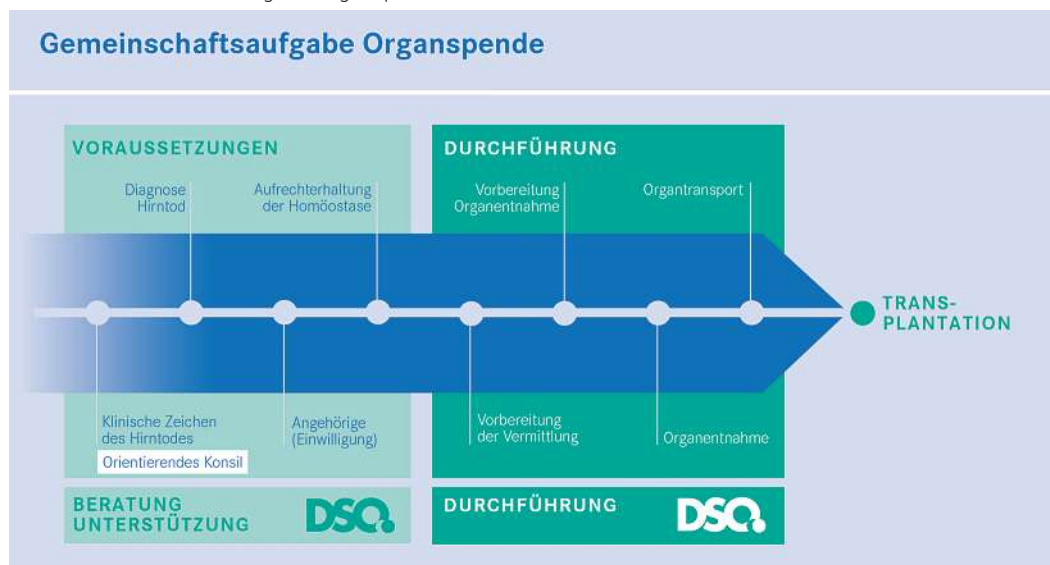 Gemeinschaftsaufgabe Organspende
VORAUSSETZUNGEN
Diagnose
Hirntod
Aufrechterhaltung
der Homöostase
Klinische Zeichen
des Hirntodes
Orientierendes Konsil
Angehörige
(Einwilligung)
BERATUNG
UNTERSTÜTZUNG
DSO
DURCHFÜHRUNG
Vorbereitung
Organentnahme
Organtransport
Vorbereitung
der Vermittlung
Organentnahme
DURCHFÜHRUNG
DSO
TRANS-
PLANTATION